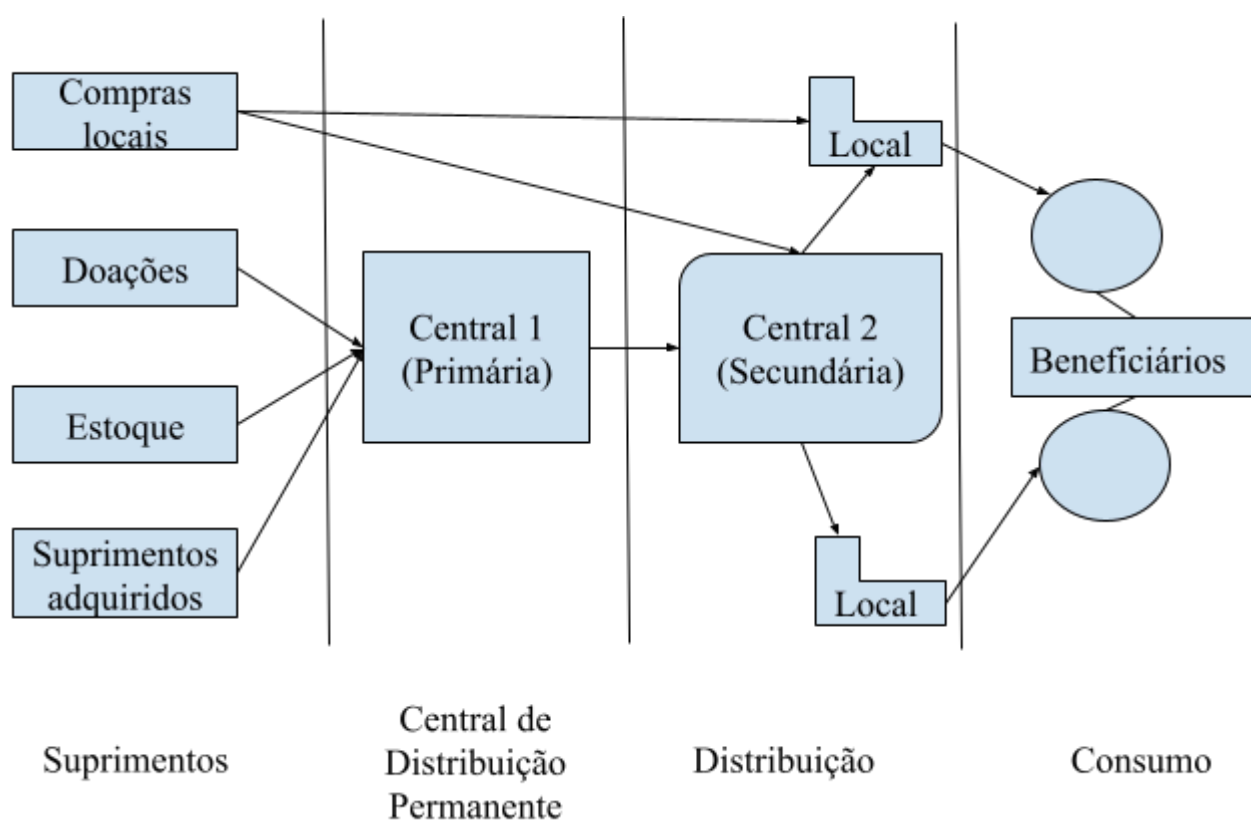 Compras
locais
Local
Doações
Central 1
(Primária)
Central 2
(Secundária)
Beneficiários
Estoque
Suprimentos
adquiridos
Local
Suprimentos
Central de
Distribuição
Permanente
Distribuição
Consumo